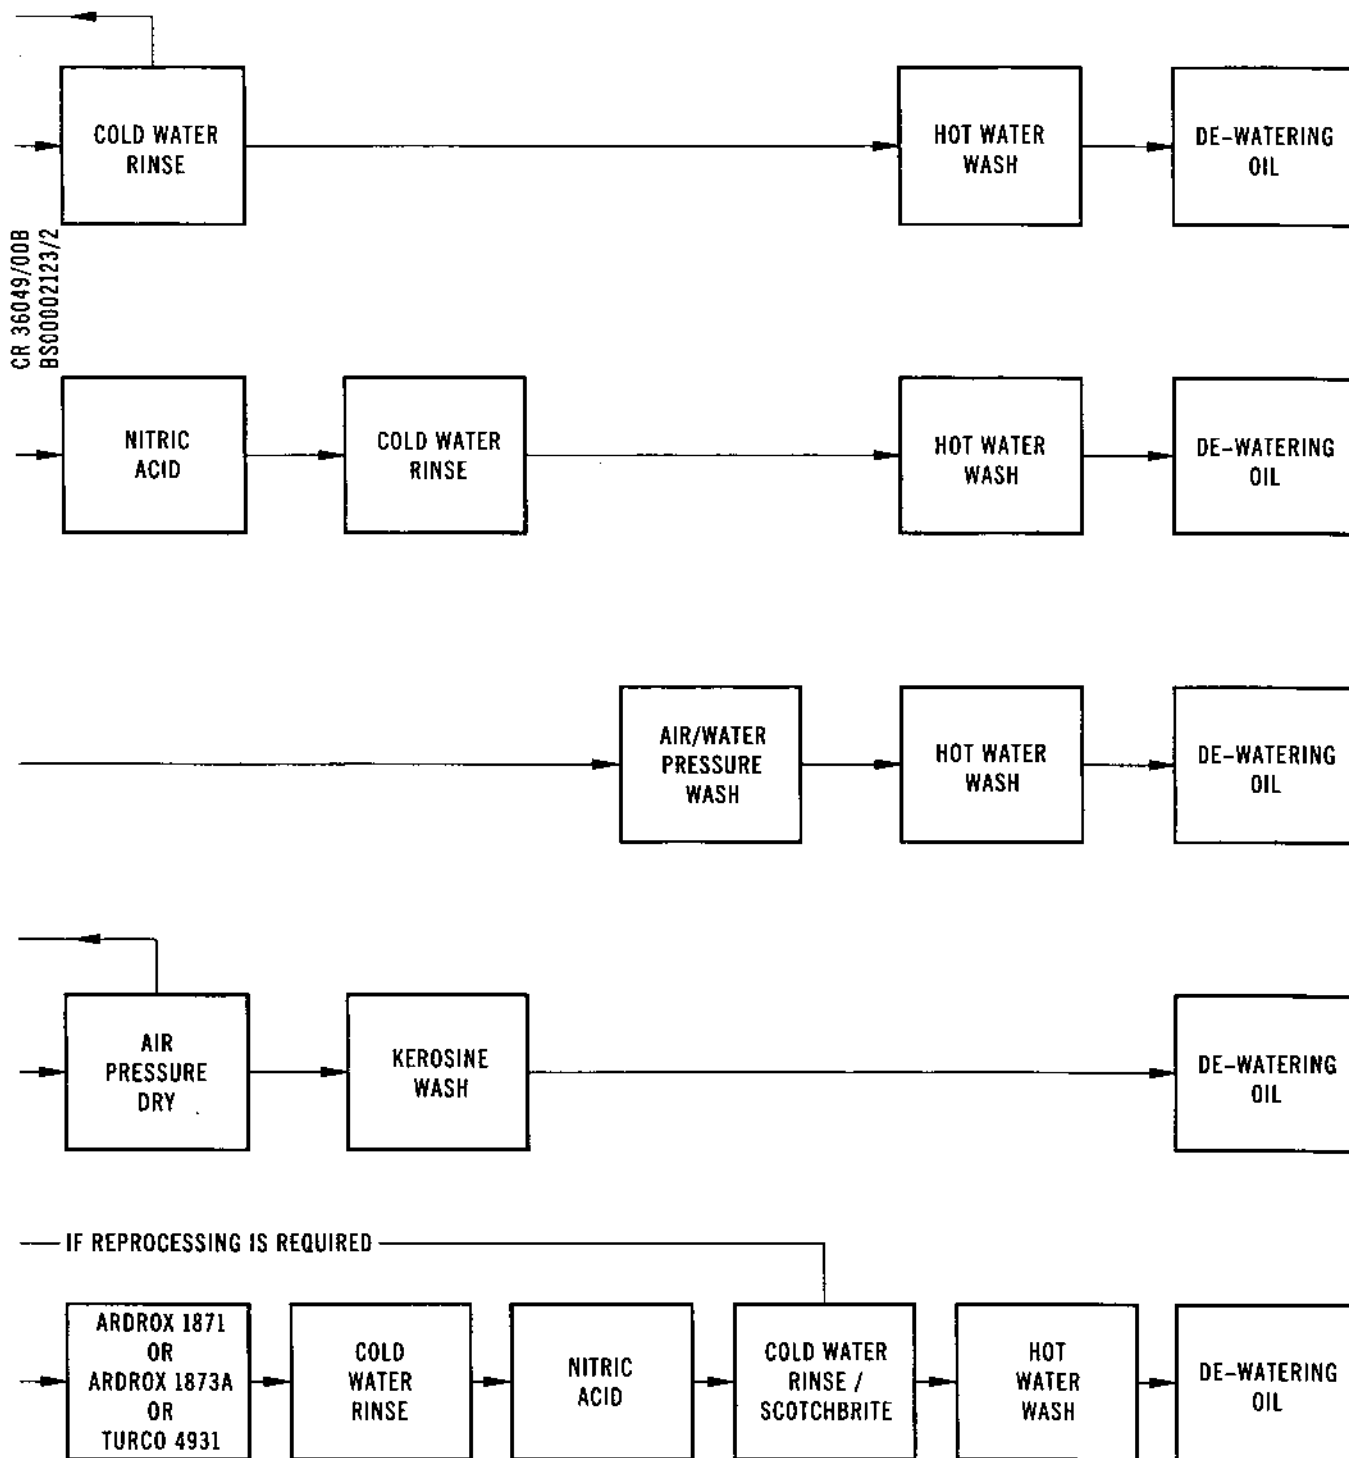 COLD WATER
RINSE
HOT WATER
WASH
DE-WATERING
OIL
CR 36049/00B
BS00002123/2
NITRIC
ACID
COLD WATER
RINSE
HOT WATER
WASH
DE-WATERING
OIL
AIR/WATER
PRESSURE
WASH
HOT WATER
WASH
DE-WATERING
OIL
AIR
PRESSURE
DRY
KEROSINE
WASH
DE-WATERING
OIL
IF REPROCESSING IS REQUIRED
ARDROX 1871
OR
ARDROX 1873A
OR
TURCO 4931
COLD
WATER
RINSE
NITRIC
ACID
COLD WATER
RINSE /
SCOTCHBRITE
HOT
WATER
WASH
DE-WATERING
OIL